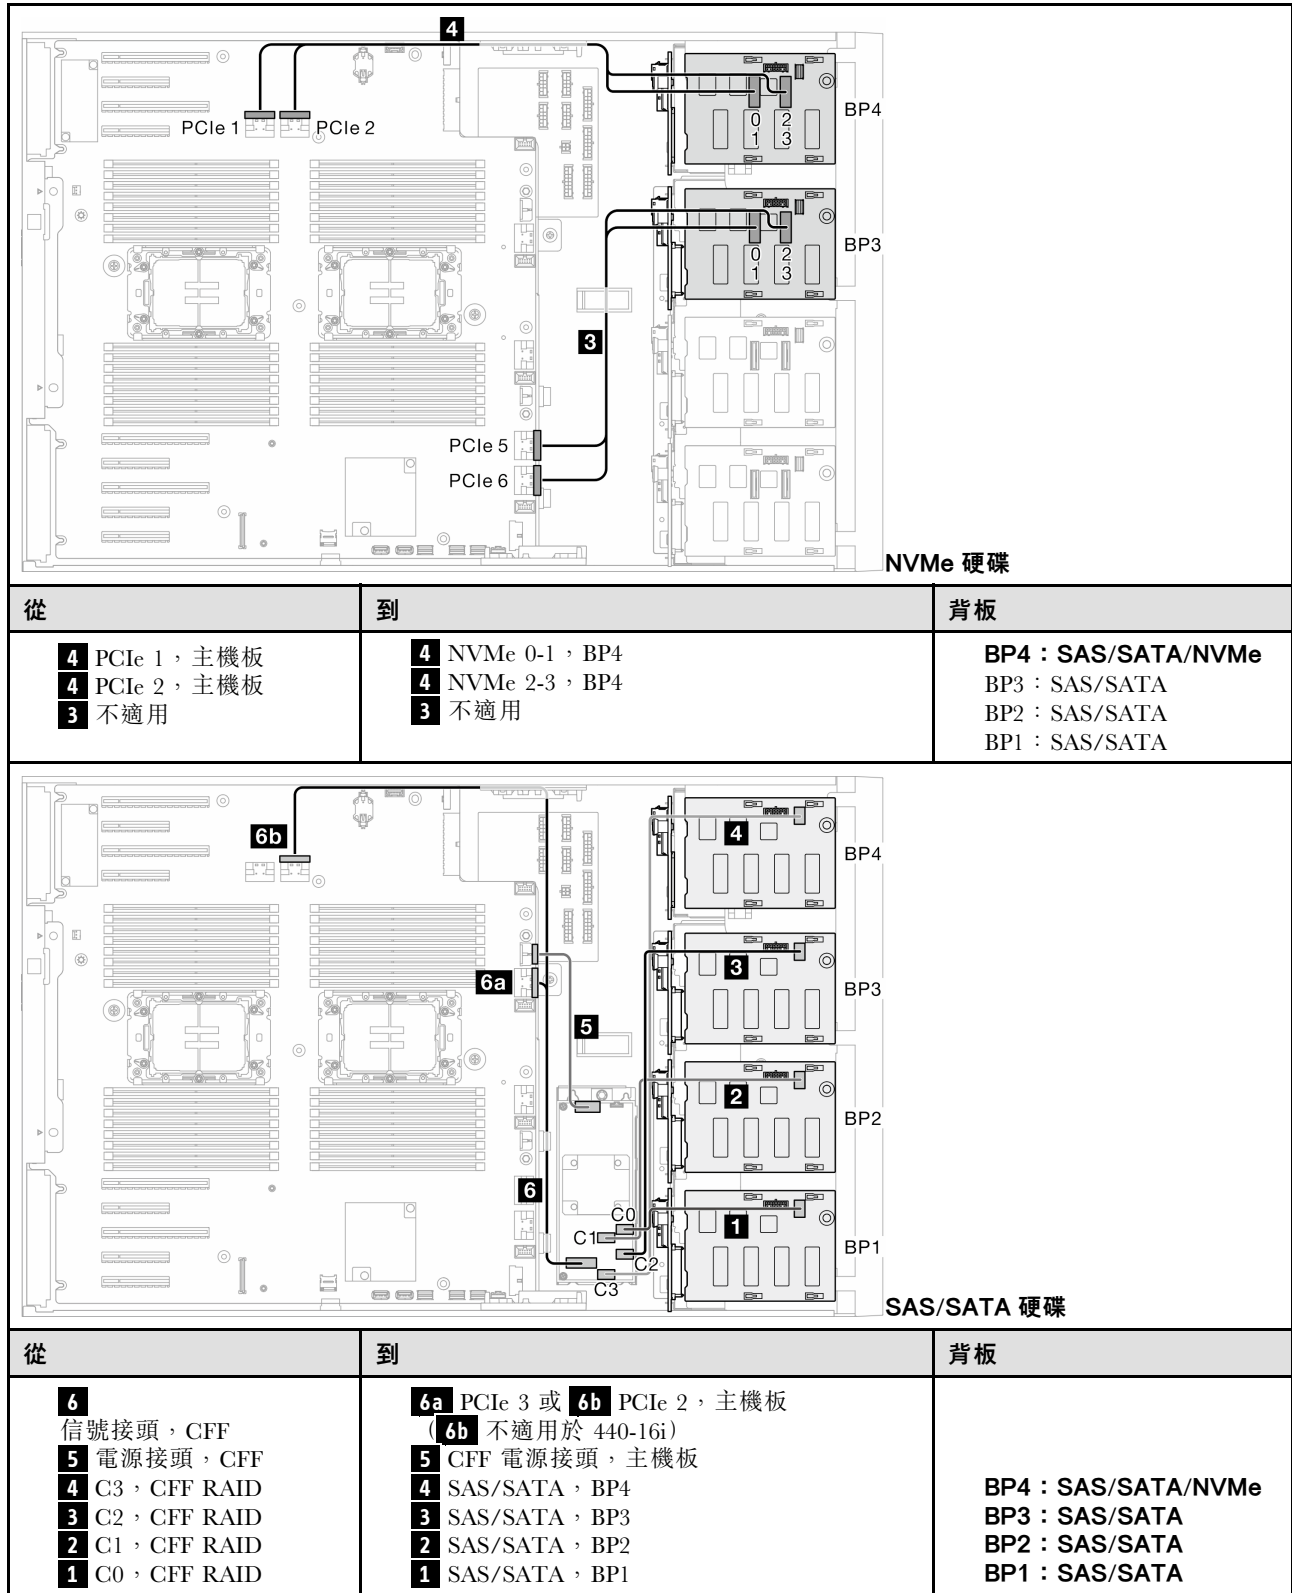 4
PCIe 1
PCIe 2
0 2
1 3
BP4
0 2
1 3
BP3
3
PCIe 5
PCIe 6
NVMe 硬碟
從 到 背板
4 PCIe 1，主機板
4 PCIe 2，主機板
3 不適用
4 NVMe 0-1，BP4
4 NVMe 2-3，BP4
3 不適用
BP4：SAS/SATA/NVMe
BP3：SAS/SATA
BP2：SAS/SATA
BP1：SAS/SATA
6b
4
BP4
3
6a
BP3
5
2
BP2
6
C0
1
C1
C2
BP1
C3
SAS/SATA 硬碟
從 到 背板
6
信號接頭，CFF
5 電源接頭，CFF
4 C3，CFF RAID
3 C2，CFF RAID
2 C1，CFF RAID
1 C0，CFF RAID
6a PCIe 3 或 6b PCIe 2，主機板
（6b 不適用於 440-16i）
5 CFF 電源接頭，主機板
4 SAS/SATA，BP4
3 SAS/SATA，BP3
2 SAS/SATA，BP2
1 SAS/SATA，BP1
BP4：SAS/SATA/NVMe
BP3：SAS/SATA
BP2：SAS/SATA
BP1：SAS/SATA